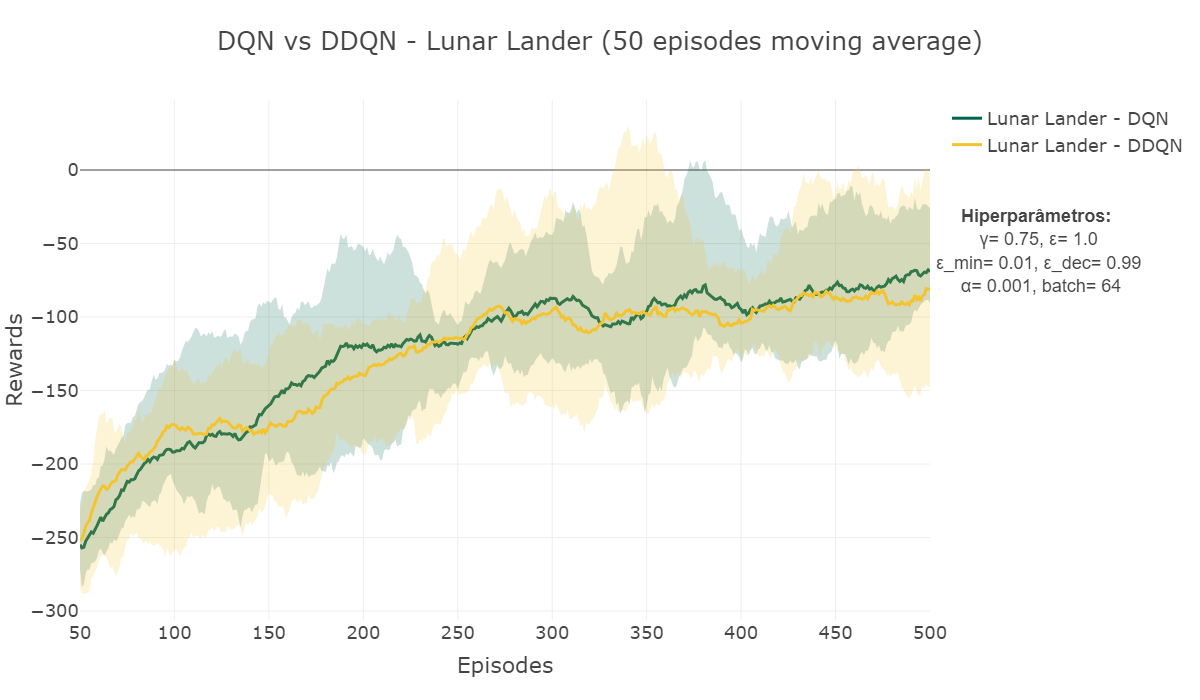 DQN vs DDQN - Lunar Lander (50 episodes moving average)
Lunar Lander - DQN
Lunar Lander - DDQN
Hiperparâmetros:
γ= 0.75, ε= 1.0
ε_min= 0.01, ε_dec= 0.99
α= 0.001, batch= 64
Rewards
0
−50
−100
−150
−200
−250
−300
50 100 150 200 250 300 350 400 450 500
Episodes